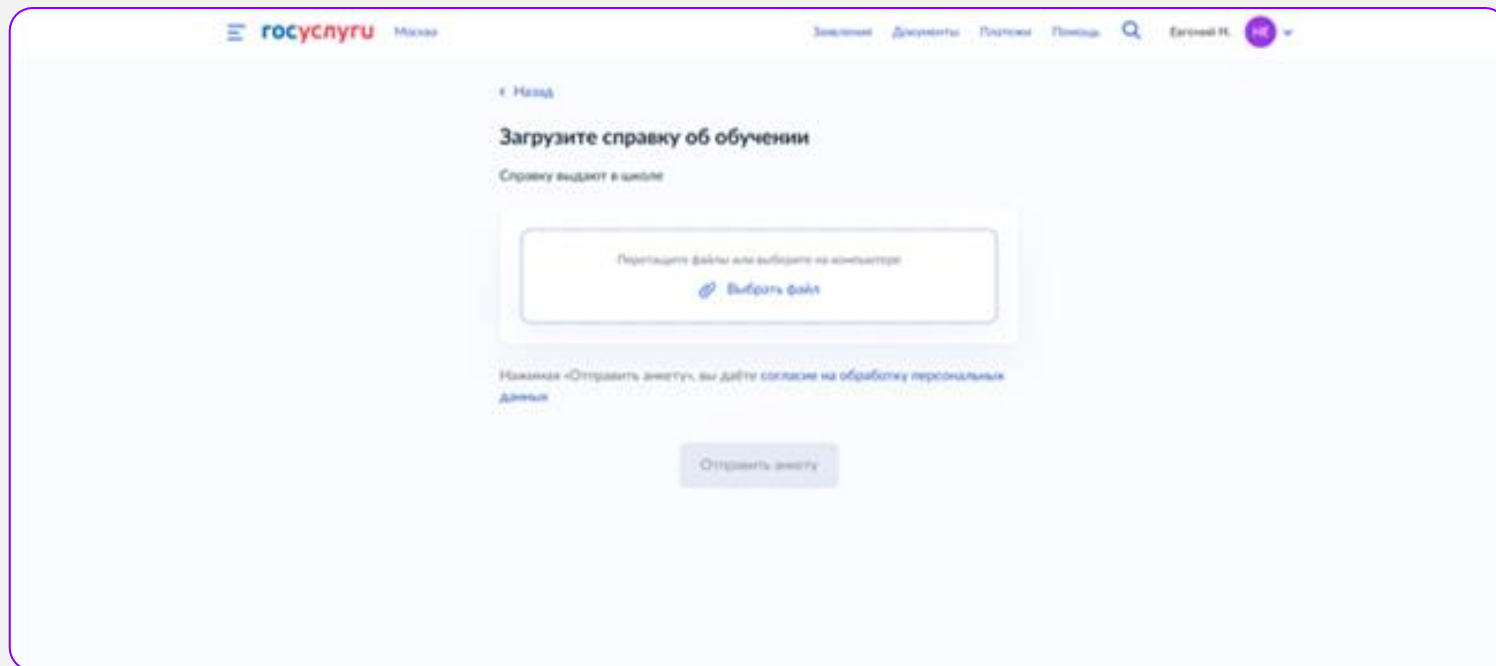 госуслуги Москва Заявления Документы Платежи Помощь Евгений Н. НЕ
Назад
Загрузите справку об обучении
Справку выдают в школе
Перетащите файлы или выберите на компьютере
Выбрать файл
Нажимая «Отправить анкету», вы даёте согласие на обработку персональных
данных
Отправить анкету